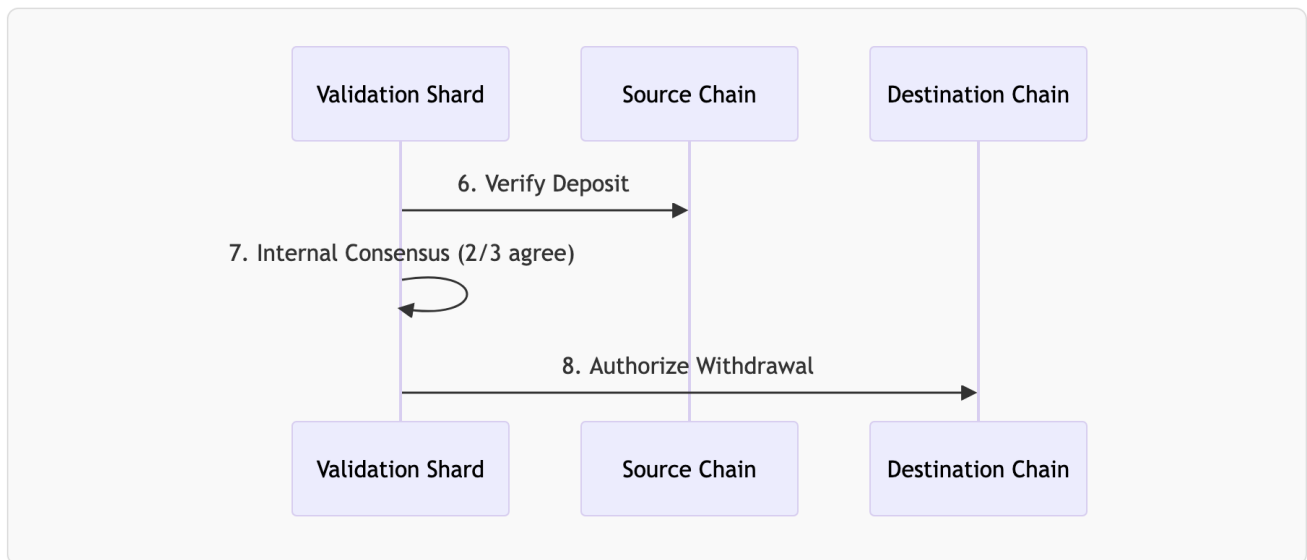 Validation Shard
Source Chain
Destination Chain
6. Verify Deposit
7. Internal Consensus (2/3 agree)
8. Authorize Withdrawal
Validation Shard
Source Chain
Destination Chain